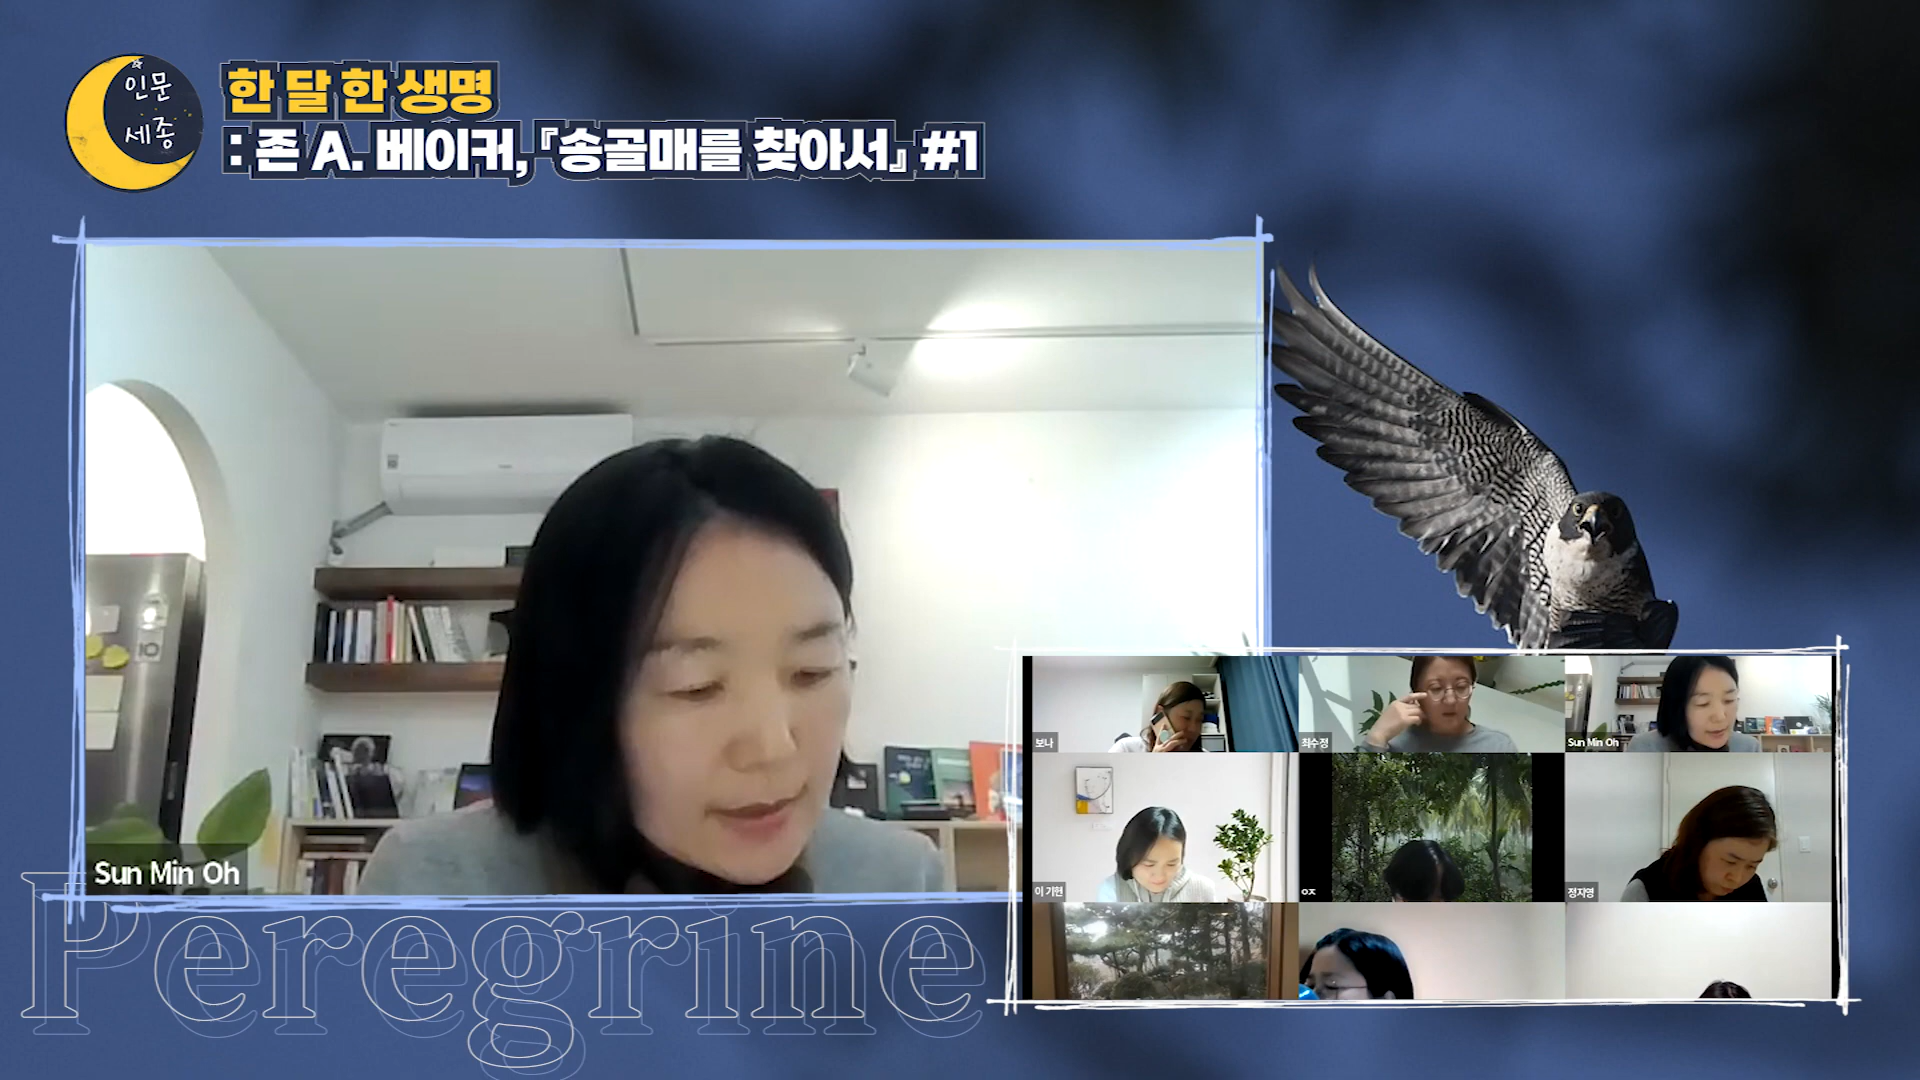 인문
세종
한 달 한 생명
: 존 A. 베이커, 『송골매를 찾아서』 #1
10
Sun Min Oh
Peregrine
보나
최수정
Sun Min Oh
이 기헌
정지영